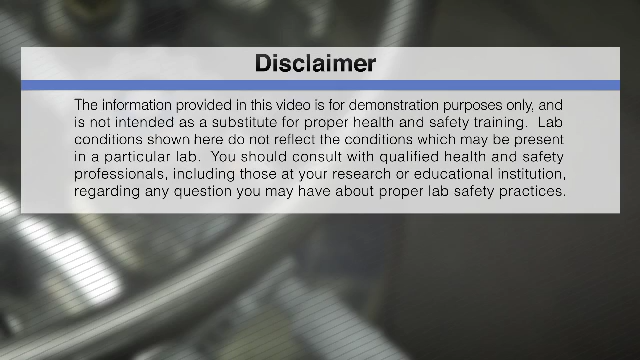 Disclaimer
The information provided in this video is for demonstration purposes only, and
is not intended as a substitute for proper health and safety training.  Lab
conditions shown here do not reflect the conditions which may be present
in a particular lab.  You should consult with qualified health and safety
professionals, including those at your research or educational institution,
regarding any question you may have about proper lab safety practices.